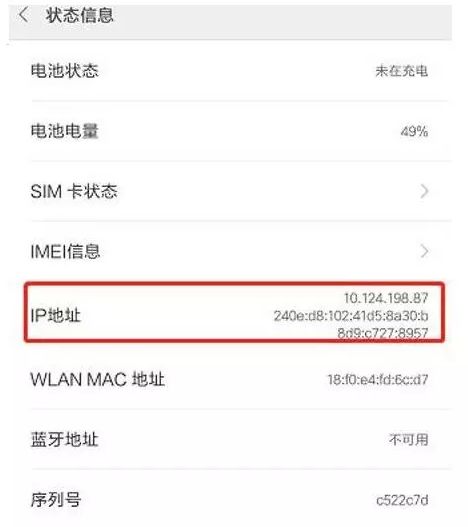 状态信息
电池状态 未在充电
电池电量 49%
SIM 卡状态
IMEI信息
IP地址 10.124.198.87
240e:d8:102:41d5:8a30:b
8d9:c727:8957
WLAN MAC 地址 18:f0:e4:fd:6c:d7
蓝牙地址 不可用
序列号 c522c7d